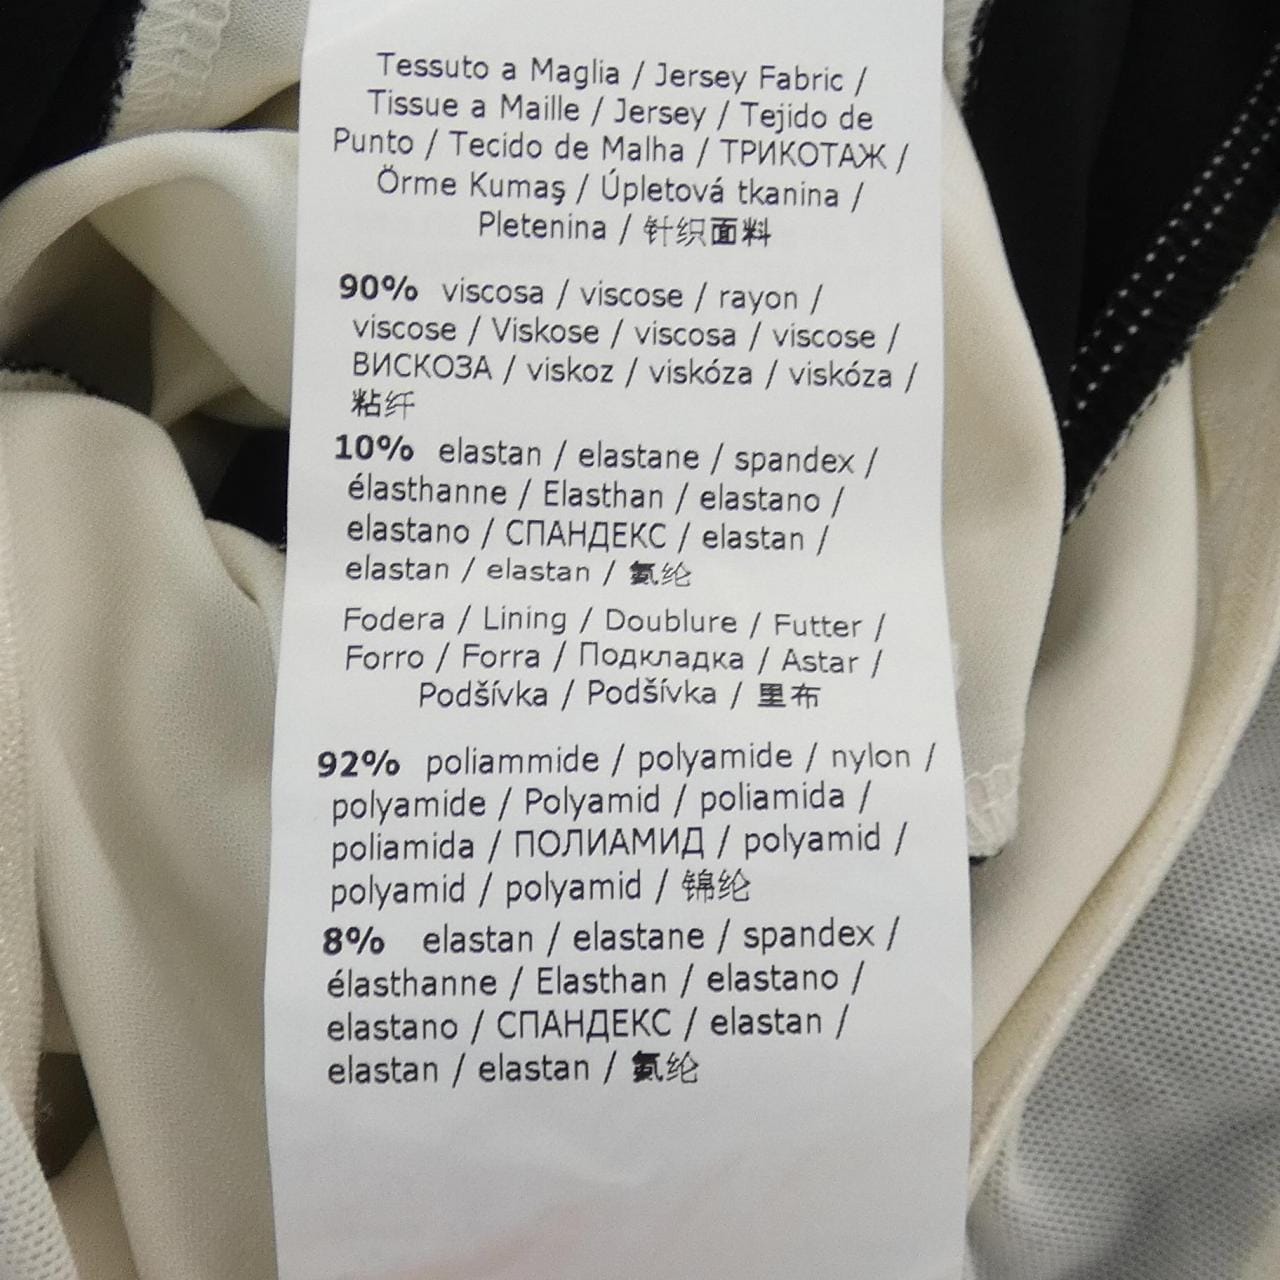 Tessuto a Maglia / Jersey Fabric /
Tissue a Maille / Jersey / Tejido de
Punto / Tecido de Malha / ТРИКОТАЖ /
Örme Kumaş / Úpletová tkanina /
Pletenina / 针织面料
90% viscosa / viscose / rayon /
viscose / Viskose / viscosa / viscose /
ВИСКОЗА / viskoz / viskóza / viskóza /
粘纤
10% elastan / elastane / spandex /
élasthanne / Elasthan / elastano /
elastano / СПАНДЕКС / elastan /
elastan / elastan / 氨纶
Fodera / Lining / Doublure / Futter /
Forro / Forra / Подкладка / Astar /
Podšívka / Podšívka / 里布
92% poliammide / polyamide / nylon /
polyamide / Polyamid / poliamida /
poliamida / ПОЛИАМИД / polyamid /
polyamid / polyamid / 锦纶
8% elastan / elastane / spandex /
élasthanne / Elasthan / elastano /
elastano / СПАНДЕКС / elastan /
elastan / elastan / 氨纶